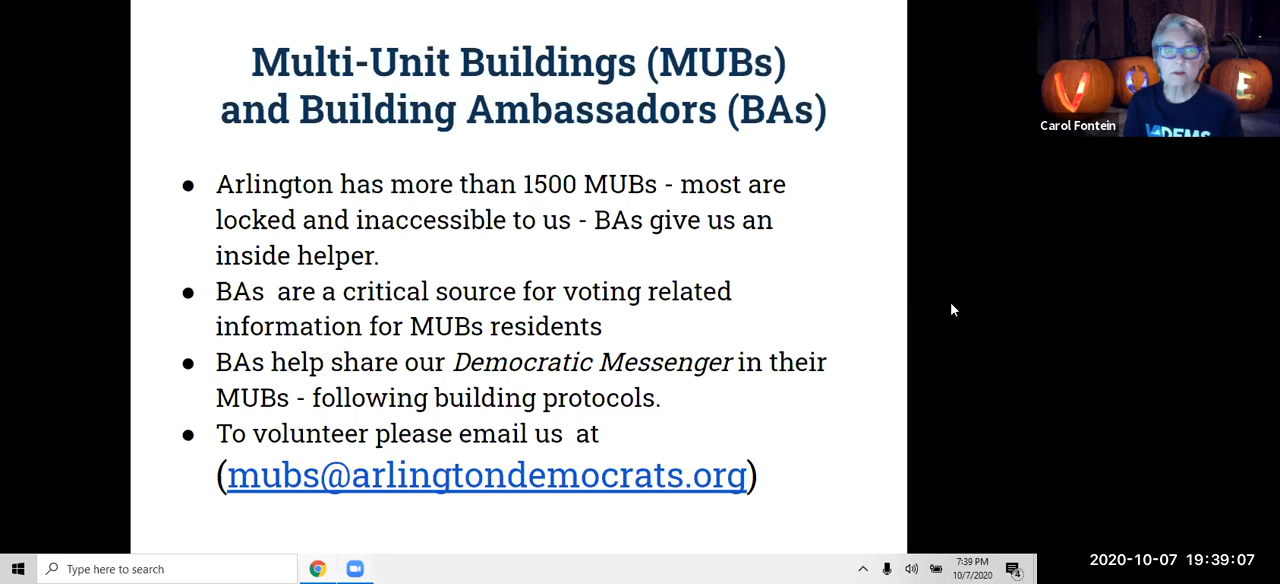 Multi-Unit Buildings (MUBs)
and Building Ambassadors (BAs)
● Arlington has more than 1500 MUBs - most are
locked and inaccessible to us - BAs give us an
inside helper.
● BAs  are a critical source for voting related
information for MUBs residents
● BAs help share our Democratic Messenger in their
MUBs - following building protocols.
● To volunteer please email us  at
(mubs@arlingtondemocrats.org)
V O E
DEMS
Carol Fontein
Type here to search
7:39 PM
10/7/2020
4
2020-10-07 19:39:07